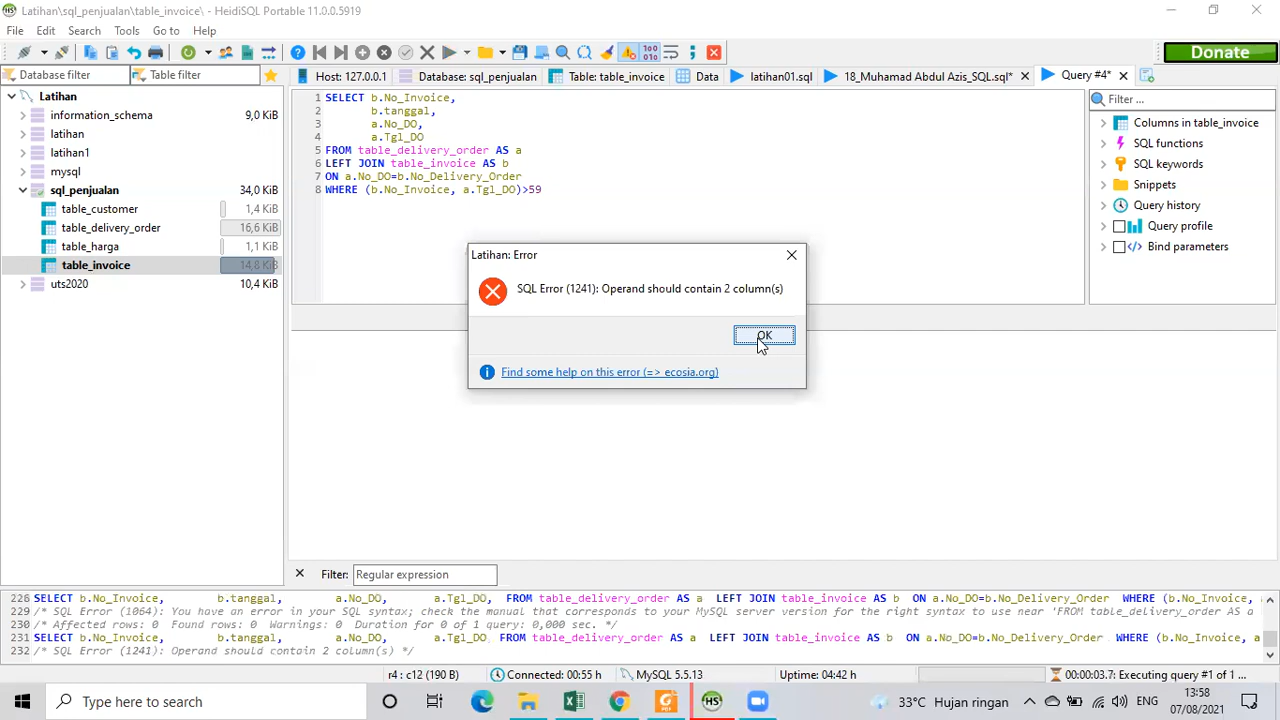 Latihan\sql_penjualan\table_invoice\ - HeidiSQL Portable 11.0.0.5919
File Edit Search Query Tools Go to Help
Donate
Database filter Table filter
Host: 127.0.0.1 Database: sql_penjualan Table: table_invoice Data latihan01.sql 18_Muhamad Abdul Azis_SQL.sql* Query #4*
Latihan
information_schema 9,0 KiB
latihan
latihan1
mysql
sql_penjualan 34,0 KiB
table_customer 1,4 KiB
table_delivery_order 16,6 KiB
table_harga 1,1 KiB
table_invoice 14,8 KiB
uts2020 10,4 KiB
1 SELECT b.No_Invoice,
2 b.tanggal,
3 a.No_DO,
4 a.Tgl_DO
5 FROM table_delivery_order AS a
6 LEFT JOIN table_invoice AS b
7 ON a.No_DO=b.No_Delivery_Order
8 WHERE (b.No_Invoice, a.Tgl_DO)>59
Filter ...
Columns in table_invoice
SQL functions
SQL keywords
Snippets
Query history
Query profile
Bind parameters
Latihan: Error
SQL Error (1241): Operand should contain 2 column(s)
OK
Find some help on this error (=> ecosia.org)
Filter: Regular expression
226 SELECT b.No_Invoice, b.tanggal, a.No_DO, a.Tgl_DO, FROM table_delivery_order AS a LEFT JOIN table_invoice AS b ON a.No_DO=b.No_Delivery_Order WHERE (b.No_Invoice,
229 /* SQL Error (1064): You have an error in your SQL syntax; check the manual that corresponds to your MySQL server version for the right syntax to use near 'FROM table_delivery_order AS a
230 /* Affected rows: 0 Found rows: 0 Warnings: 0 Duration for 0 of 1 query: 0,000 sec. */
231 SELECT b.No_Invoice, b.tanggal, a.No_DO, a.Tgl_DO FROM table_delivery_order AS a LEFT JOIN table_invoice AS b ON a.No_DO=b.No_Delivery_Order WHERE (b.No_Invoice, a
232 /* SQL Error (1241): Operand should contain 2 column(s) */
r4 : c12 (190 B) Connected: 00:55 h MySQL 5.5.13 Uptime: 04:42 h 00:00:03.7: Executing query #1 of 1 ...
Type here to search
33°C Hujan ringan
ENG
13:58
07/08/2021